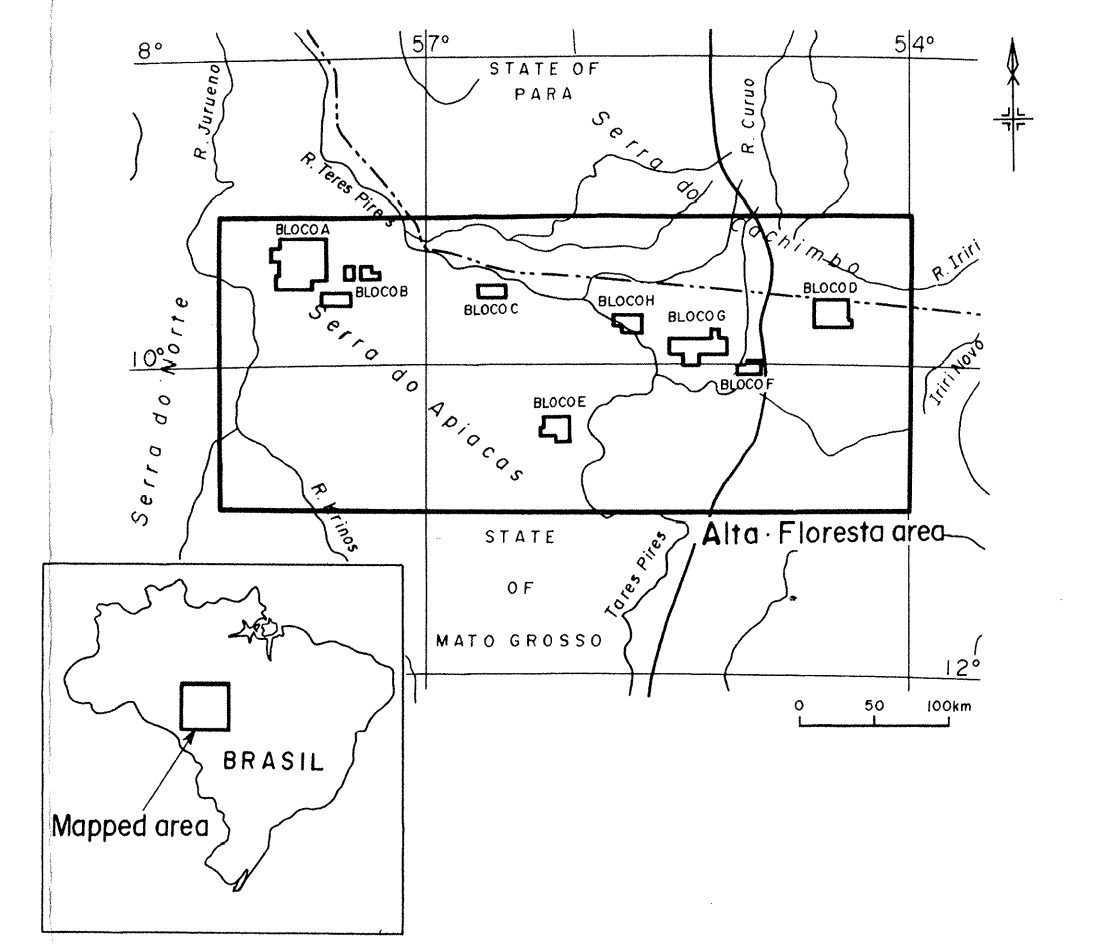 8°
57°
54°
STATE OF
PARA
R. Jurueno
R. Curuo
Serra do Cachimbo
R. Teres Pires
BLOCO A
BLOCO B
BLOCO C
BLOCO H
BLOCO G
BLOCO D
R. Iriri
10°
Serra do Norte
Serra do Apiacas
BLOCO F
Iriri Novo
BLOCO E
R. Arinos
STATE
OF
MATO GROSSO
Tares Pires
Alta · Floresta area
12°
0 50 100km
BRASIL
Mapped area